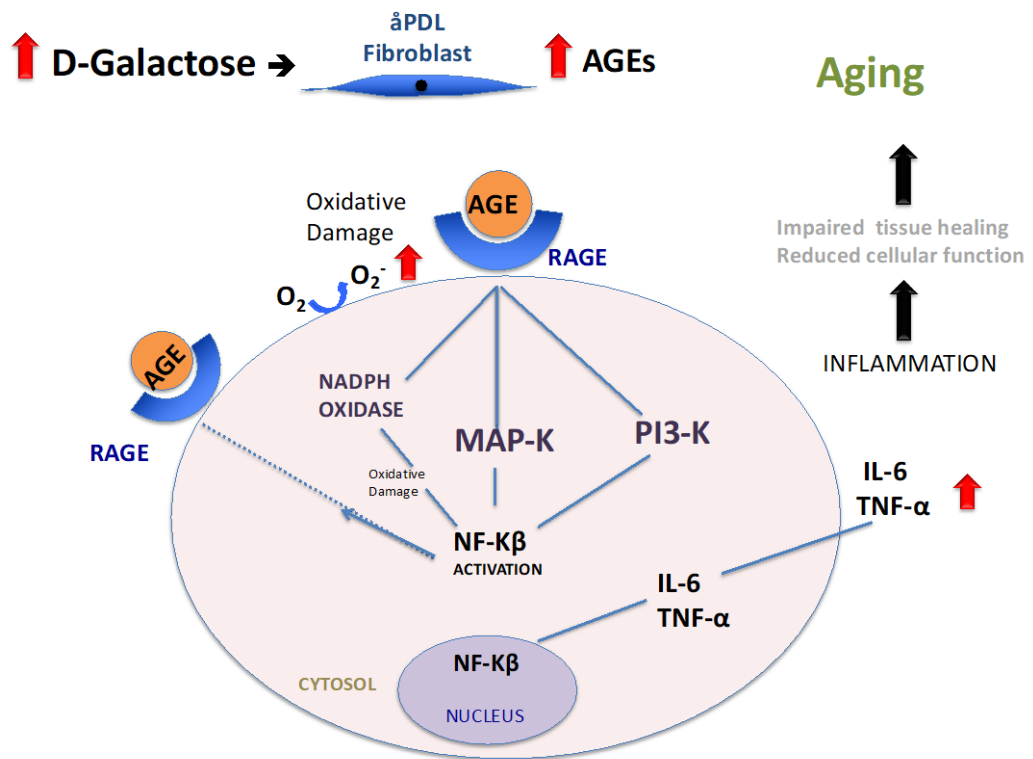 åPDL
Fibroblast
D-Galactose ➔
AGEs
Aging
Oxidative
Damage
AGE
RAGE
O2
O2-
Impaired tissue healing
Reduced cellular function
INFLAMMATION
AGE
RAGE
NADPH
OXIDASE
MAP-K
PI3-K
Oxidative
Damage
NF-Kβ
ACTIVATION
IL-6
TNF-α
IL-6
TNF-α
NF-Kβ
CYTOSOL
NUCLEUS